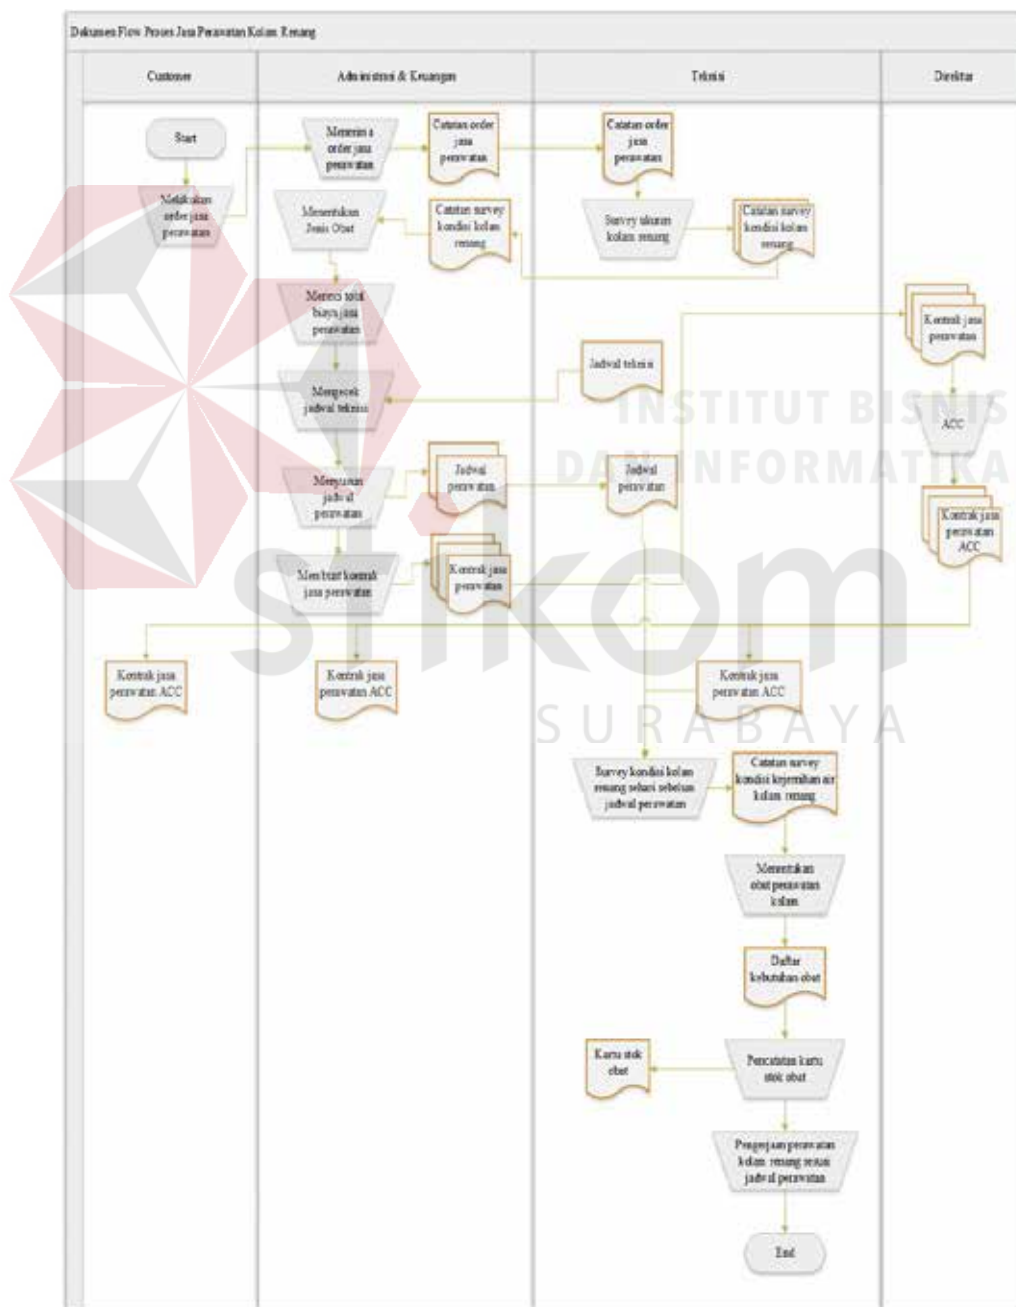 Dokumen Flow Proses Jasa Perawatan Kolam Renang
Customer
Administrasi & Keuangan
Teknisi
Direktur
Start
Melakukan
order jasa
perawatan
Menerima
order jasa
perawatan
Catatan order
jasa
perawatan
Catatan order
jasa
perawatan
Survey ukuran
kolam renang
Catatan survey
kondisi kolam
renang
Catatan survey
kondisi kolam
renang
Menentukan
Jenis Obat
Merinci total
biaya jasa
perawatan
Kontrak jasa
perawatan
Jadwal teknisi
Mengecek
jadwal teknisi
INSTITUT BISNIS
DAN INFORMATIKA
ACC
Menyusun
jadwal
perawatan
Jadwal
perawatan
Jadwal
perawatan
Kontrak jasa
perawatan
ACC
Membuat kontrak
jasa perawatan
Kontrak jasa
perawatan
stikom
SURABAYA
Kontrak jasa
perawatan ACC
Kontrak jasa
perawatan ACC
Kontrak jasa
perawatan ACC
Survey kondisi kolam
renang sehari sebelum
jadwal perawatan
Catatan survey
kondisi kejernihan air
kolam renang
Menentukan
obat perawatan
kolam
Daftar
kebutuhan obat
Kartu stok
obat
Pencatatan kartu
stok obat
Pengerjaan perawatan
kolam renang sesuai
jadwal perawatan
End